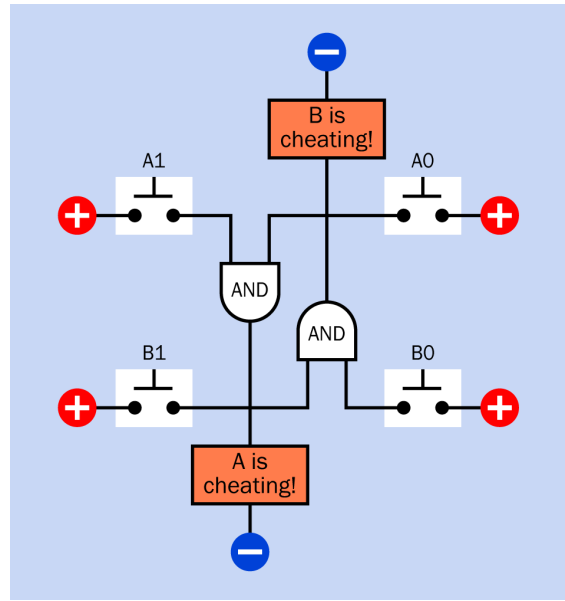 B is
cheating!
A1
A0
AND
AND
B1
B0
A is
cheating!